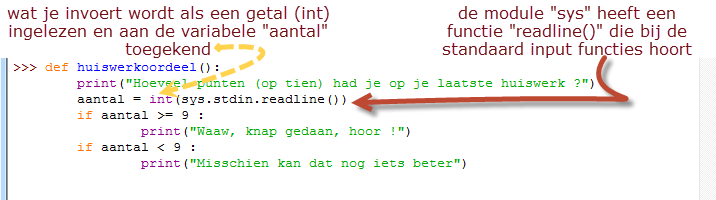 wat je invoert wordt als een getal (int)
ingelezen en aan de variabele "aantal"
toegekend
de module "sys" heeft een
functie "readline()" die bij de
standaard input functies hoort
>>> def huiswerkoordeel():
print("Hoeveel punten (op tien) had je op je laatste huiswerk ?")
aantal = int(sys.stdin.readline())
if aantal >= 9 :
print("Waaw, knap gedaan, hoor !")
if aantal < 9 :
print("Misschien kan dat nog iets beter")